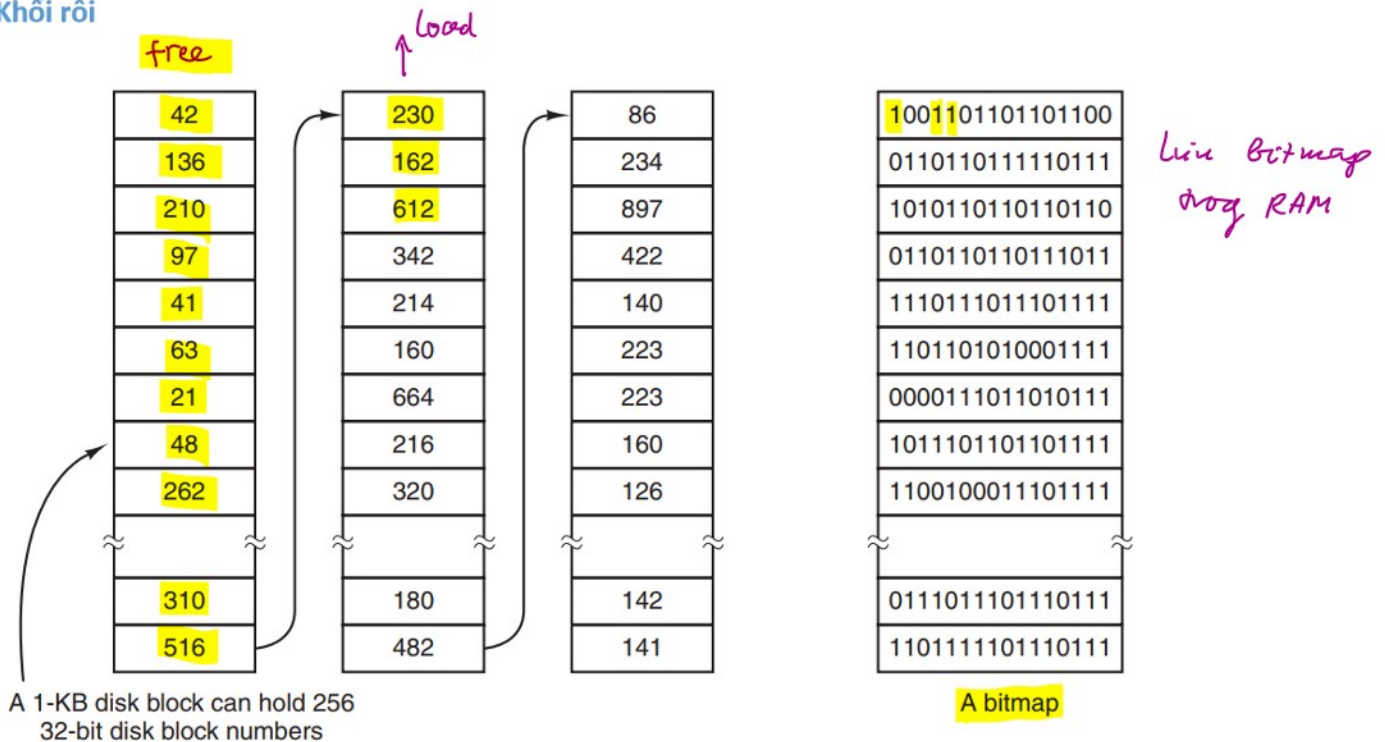 Khối rỗi
free
load
42 230 86 1001101101101100
136 162 234 0110110111110111
210 612 897 1010110110110110
97 342 422 0110110110111011
41 214 140 1110111011101111
63 160 223 1101101010001111
21 664 223 0000111011010111
48 216 160 1011101101101111
262 320 126 1100100011101111
310 180 142 0111011101110111
516 482 141 1101111101110111
bitmap
RAM
A 1-KB disk block can hold 256
32-bit disk block numbers
A bitmap